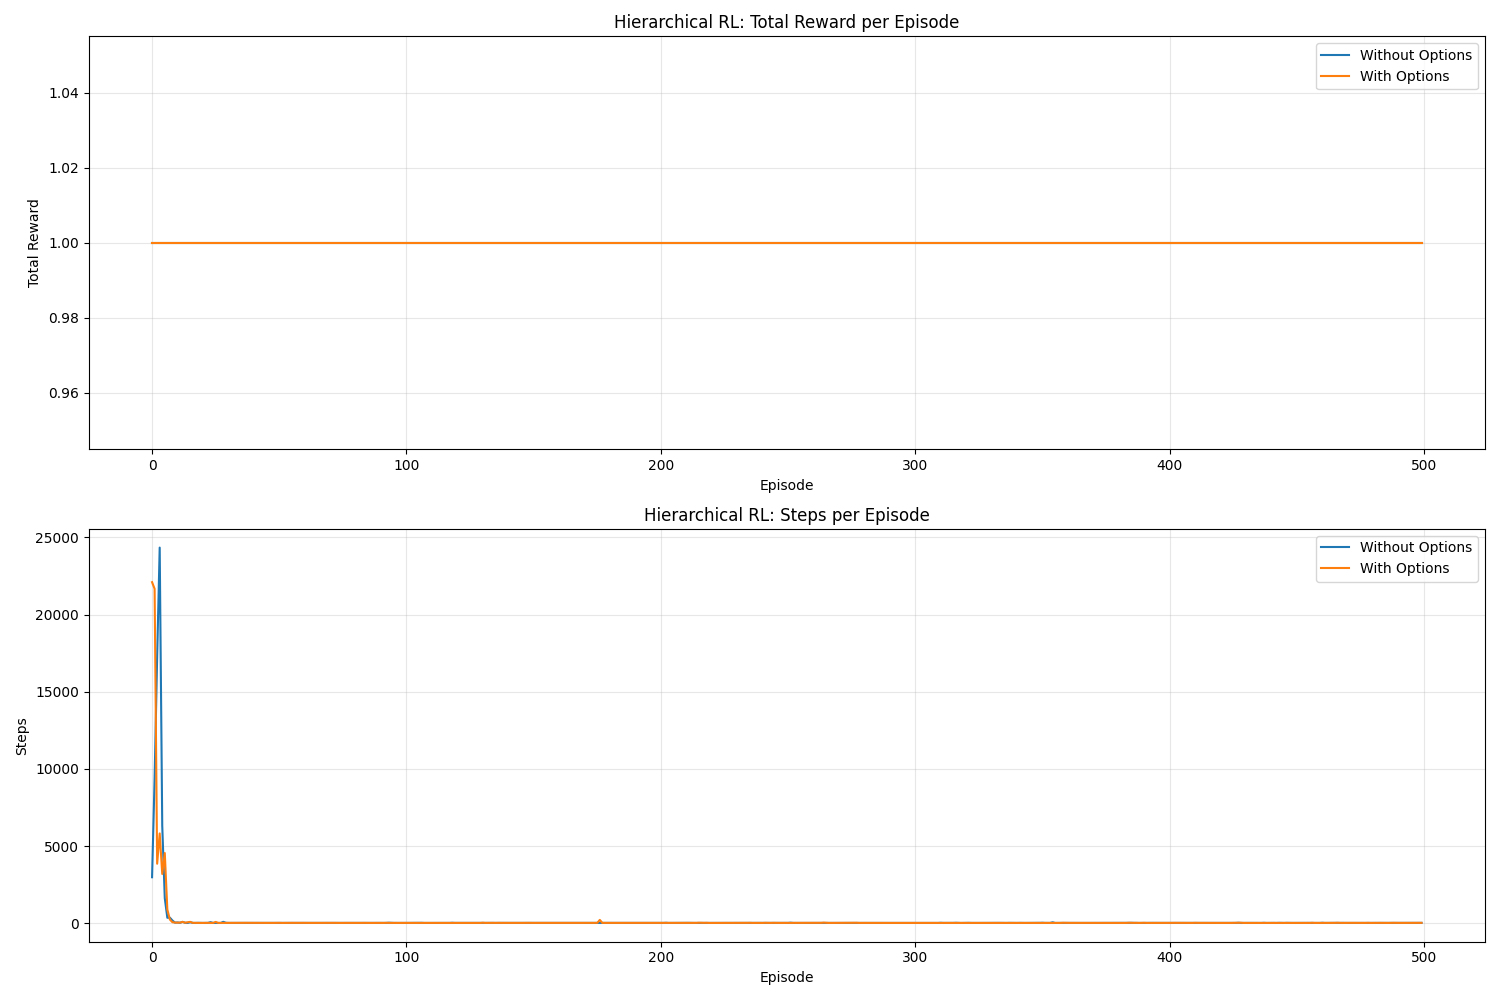 Hierarchical RL: Total Reward per Episode
Without Options
With Options
Total Reward
1.04
1.02
1.00
0.98
0.96
0 100 200 300 400 500
Episode
Hierarchical RL: Steps per Episode
Without Options
With Options
Steps
25000
20000
15000
10000
5000
0
0 100 200 300 400 500
Episode